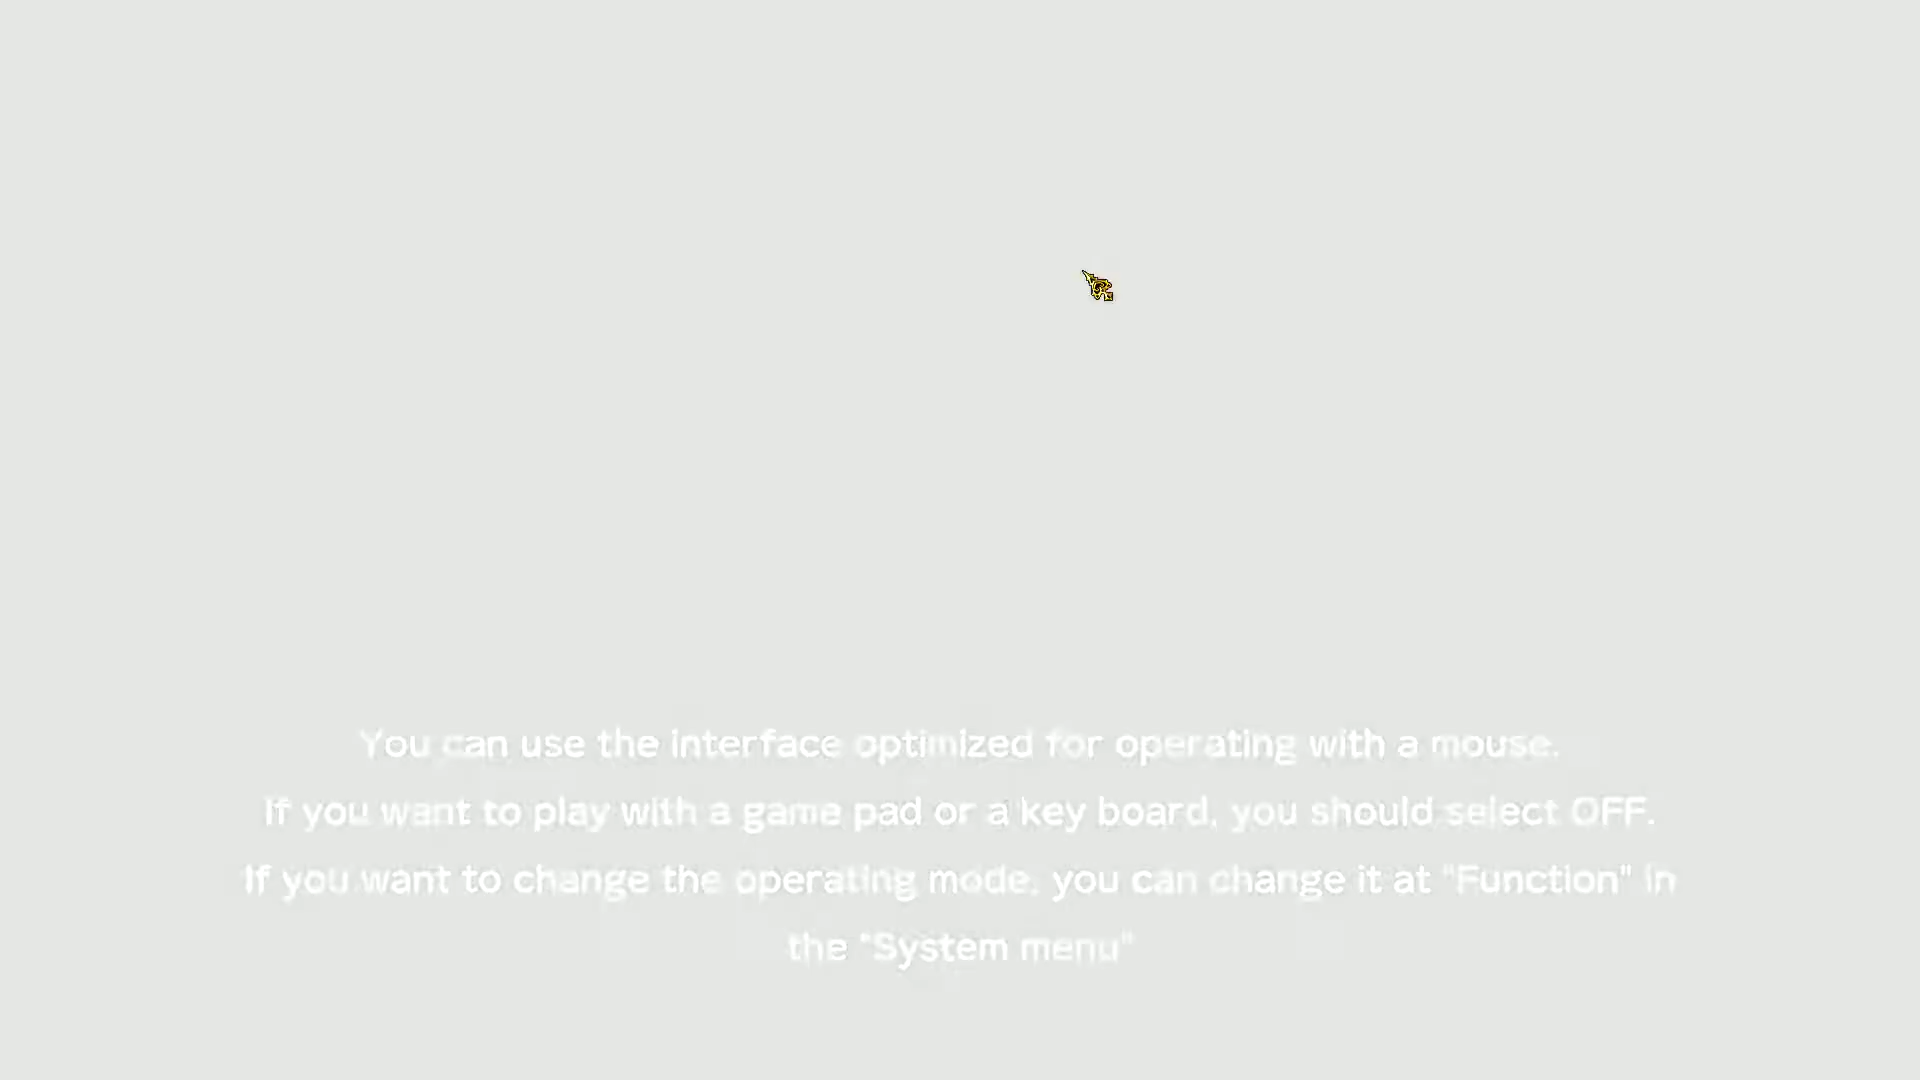 You can use the interface optimized for operating with a mouse.
If you want to play with a game pad or a key board, you should select OFF.
If you want to change the operating mode, you can change it at "Function" in
the "System menu"